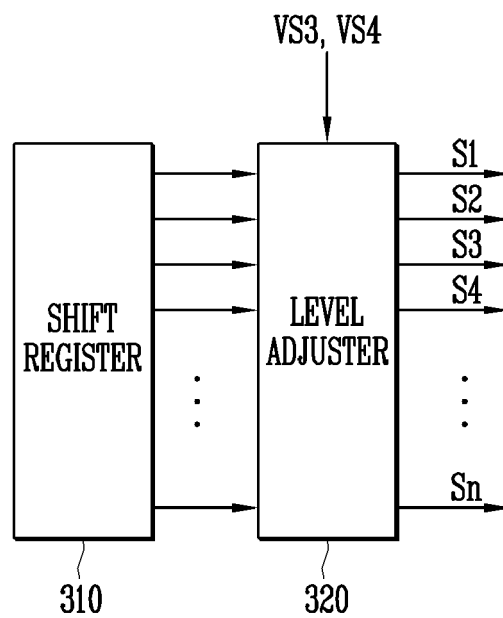 VS3, VS4
S1
S2
S3
S4
SHIFT
REGISTER
LEVEL
ADJUSTER
Sn
310
320